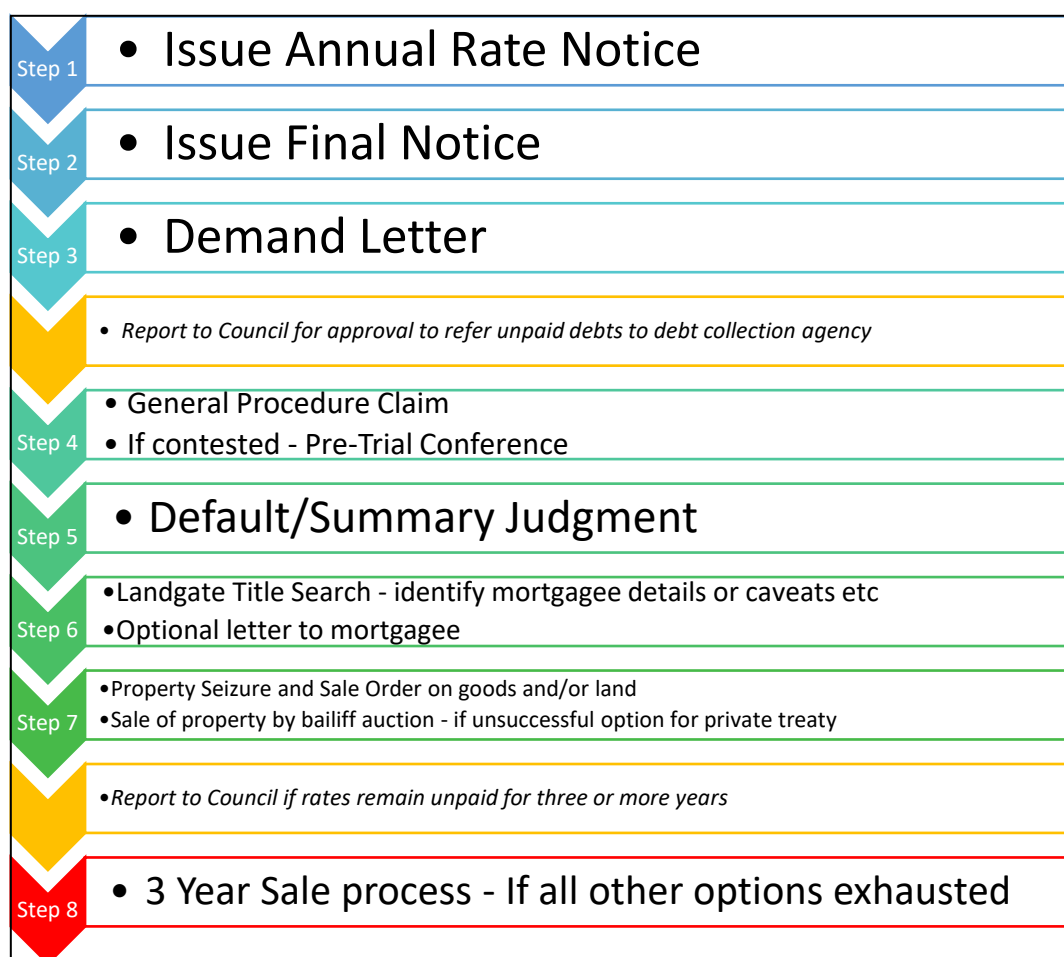 Step 1
• Issue Annual Rate Notice
Step 2
• Issue Final Notice
Step 3
• Demand Letter
• Report to Council for approval to refer unpaid debts to debt collection agency
Step 4
• General Procedure Claim
• If contested - Pre-Trial Conference
Step 5
• Default/Summary Judgment
Step 6
•Landgate Title Search - identify mortgagee details or caveats etc
•Optional letter to mortgagee
Step 7
•Property Seizure and Sale Order on goods and/or land
•Sale of property by bailiff auction - if unsuccessful option for private treaty
•Report to Council if rates remain unpaid for three or more years
Step 8
• 3 Year Sale process - If all other options exhausted